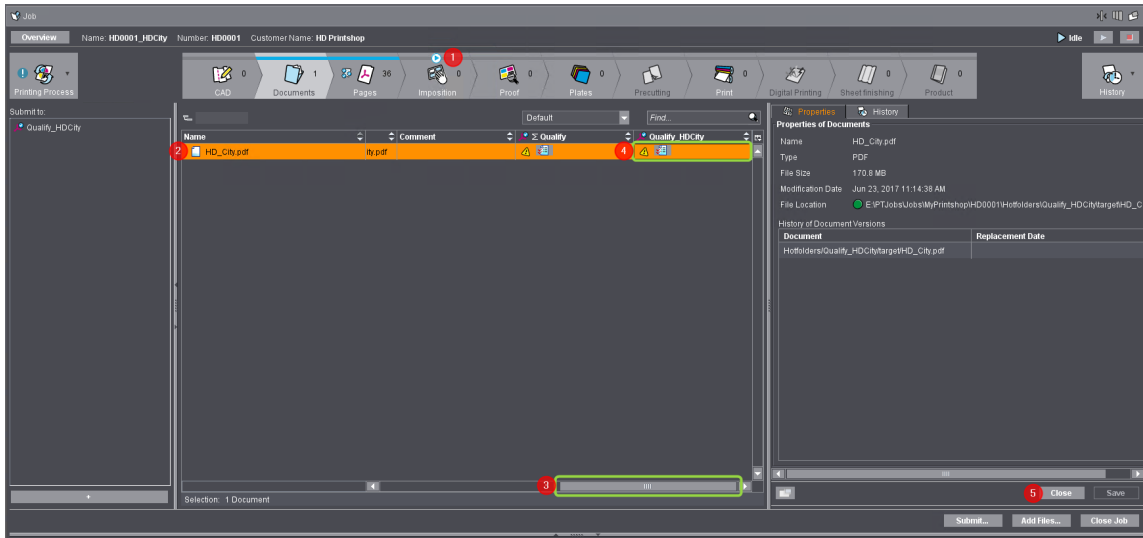 Job
Overview Name: HD0001_HDCity Number: HD0001 Customer Name: HD Printshop Idle
1
Printing Process
0 CAD
1 Documents
36 Pages
0 Imposition
0 Proof
0 Plates
Precutting
0 Print
Digital Printing
0 Sheet finishing
0 Product
History
Submit to:
Qualify_HDCity
Default Find...
Name Comment Σ Qualify Qualify_HDCity
2 HD_City.pdf ity.pdf 4
3
Selection: 1 Document
+
Properties History
Properties of Documents
Name HD_City.pdf
Type PDF
File Size 170.8 MB
Modification Date Jun 23, 2017 11:14:38 AM
File Location E:\PTJobs\Jobs\MyPrintshop\HD0001\Hotfolders\Qualify_HDCity\target\HD_C
History of Document Versions
Document Replacement Date
Hotfolders/Qualify_HDCity/target/HD_City.pdf
5 Close Save
Submit... Add Files... Close Job